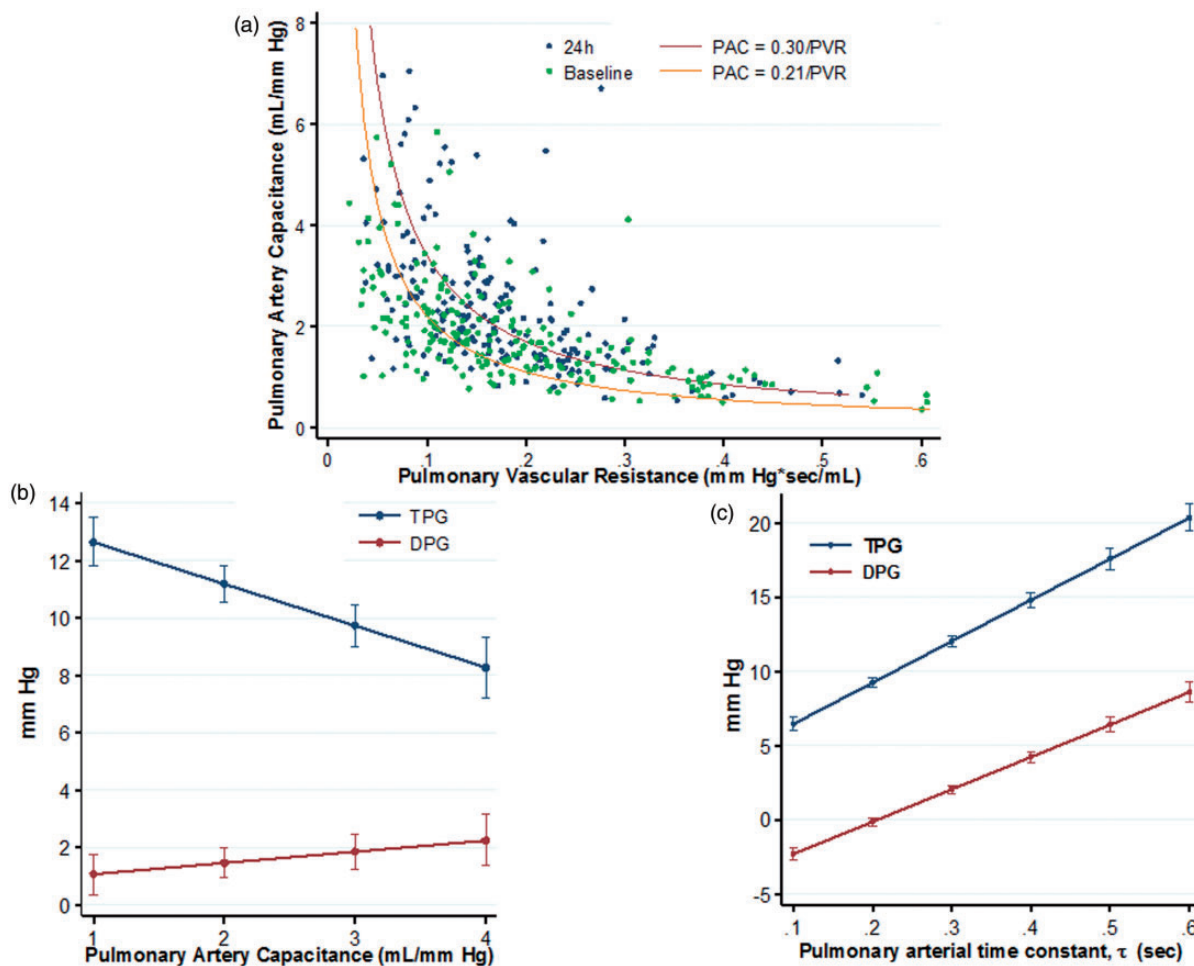 (a)
8
6
4
2
0
Pulmonary Artery Capacitance (mL/mm Hg)
24h
Baseline
PAC = 0.30/PVR
PAC = 0.21/PVR
0 .1 .2 .3 .4 .5 .6
Pulmonary Vascular Resistance (mm Hg*sec/mL)
(b)
14
12
10
8
6
4
2
0
mm Hg
TPG
DPG
1 2 3 4
Pulmonary Artery Capacitance (mL/mm Hg)
(c)
20
15
10
5
0
-5
mm Hg
TPG
DPG
.1 .2 .3 .4 .5 .6
Pulmonary arterial time constant, τ (sec)